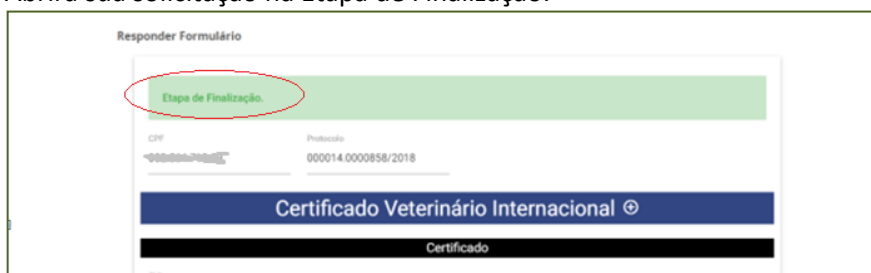 Abrirá sua solicitação na Etapa de Finalização.
Responder Formulário
Etapa de Finalização.
CPF
Protocolo
000014.0000858/2018
Certificado Veterinário Internacional ⊕
Certificado